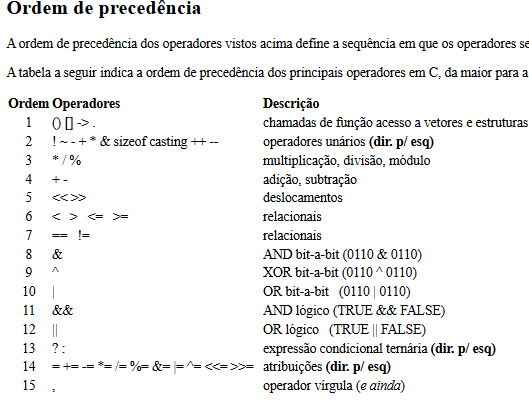 Ordem de precedência
A ordem de precedência dos operadores vistos acima define a sequência em que os operadores se
A tabela a seguir indica a ordem de precedência dos principais operadores em C, da maior para a
Ordem Operadores Descrição
1 () [] -> . chamadas de função acesso a vetores e estruturas
2 ! ~ - + * & sizeof casting ++ -- operadores unários (dir. p/ esq)
3 * / % multiplicação, divisão, módulo
4 + - adição, subtração
5 << >> deslocamentos
6 < > <= >= relacionais
7 == != relacionais
8 & AND bit-a-bit (0110 & 0110)
9 ^ XOR bit-a-bit (0110 ^ 0110)
10 | OR bit-a-bit (0110 | 0110)
11 && AND lógico (TRUE && FALSE)
12 || OR lógico (TRUE || FALSE)
13 ? : expressão condicional ternária (dir. p/ esq)
14 = += -= *= /= %= &= |= ^= <<= >>= atribuições (dir. p/ esq)
15 , operador vírgula (e ainda)